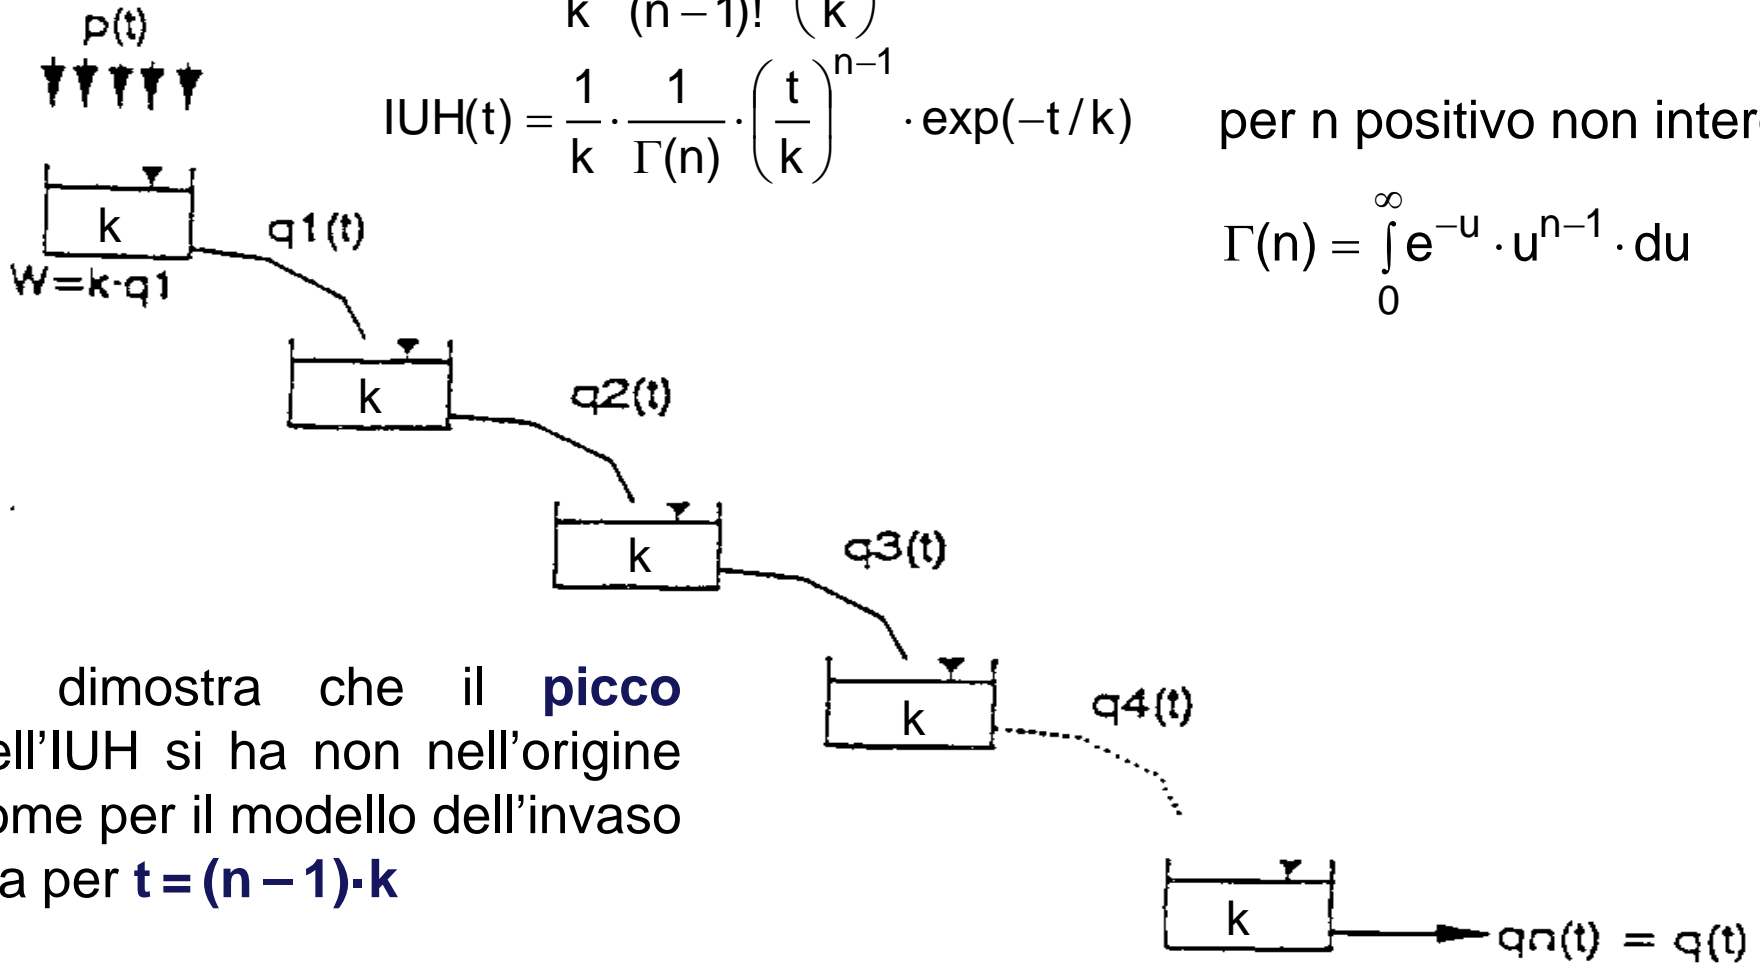 p(t)
k (n − 1)! (k)
IUH(t) = 1/k · 1/Γ(n) · (t/k)^(n−1) · exp(−t / k) per n positivo non inter
Γ(n) = ∫₀^∞ e^(−u) · u^(n−1) · du
k
q1(t)
W=k·q1
k
q2(t)
k
q3(t)
k
q4(t)
dimostra che il picco
ell'IUH si ha non nell'origine
ome per il modello dell'invaso
a per t = (n – 1)·k
k
qn(t) = q(t)